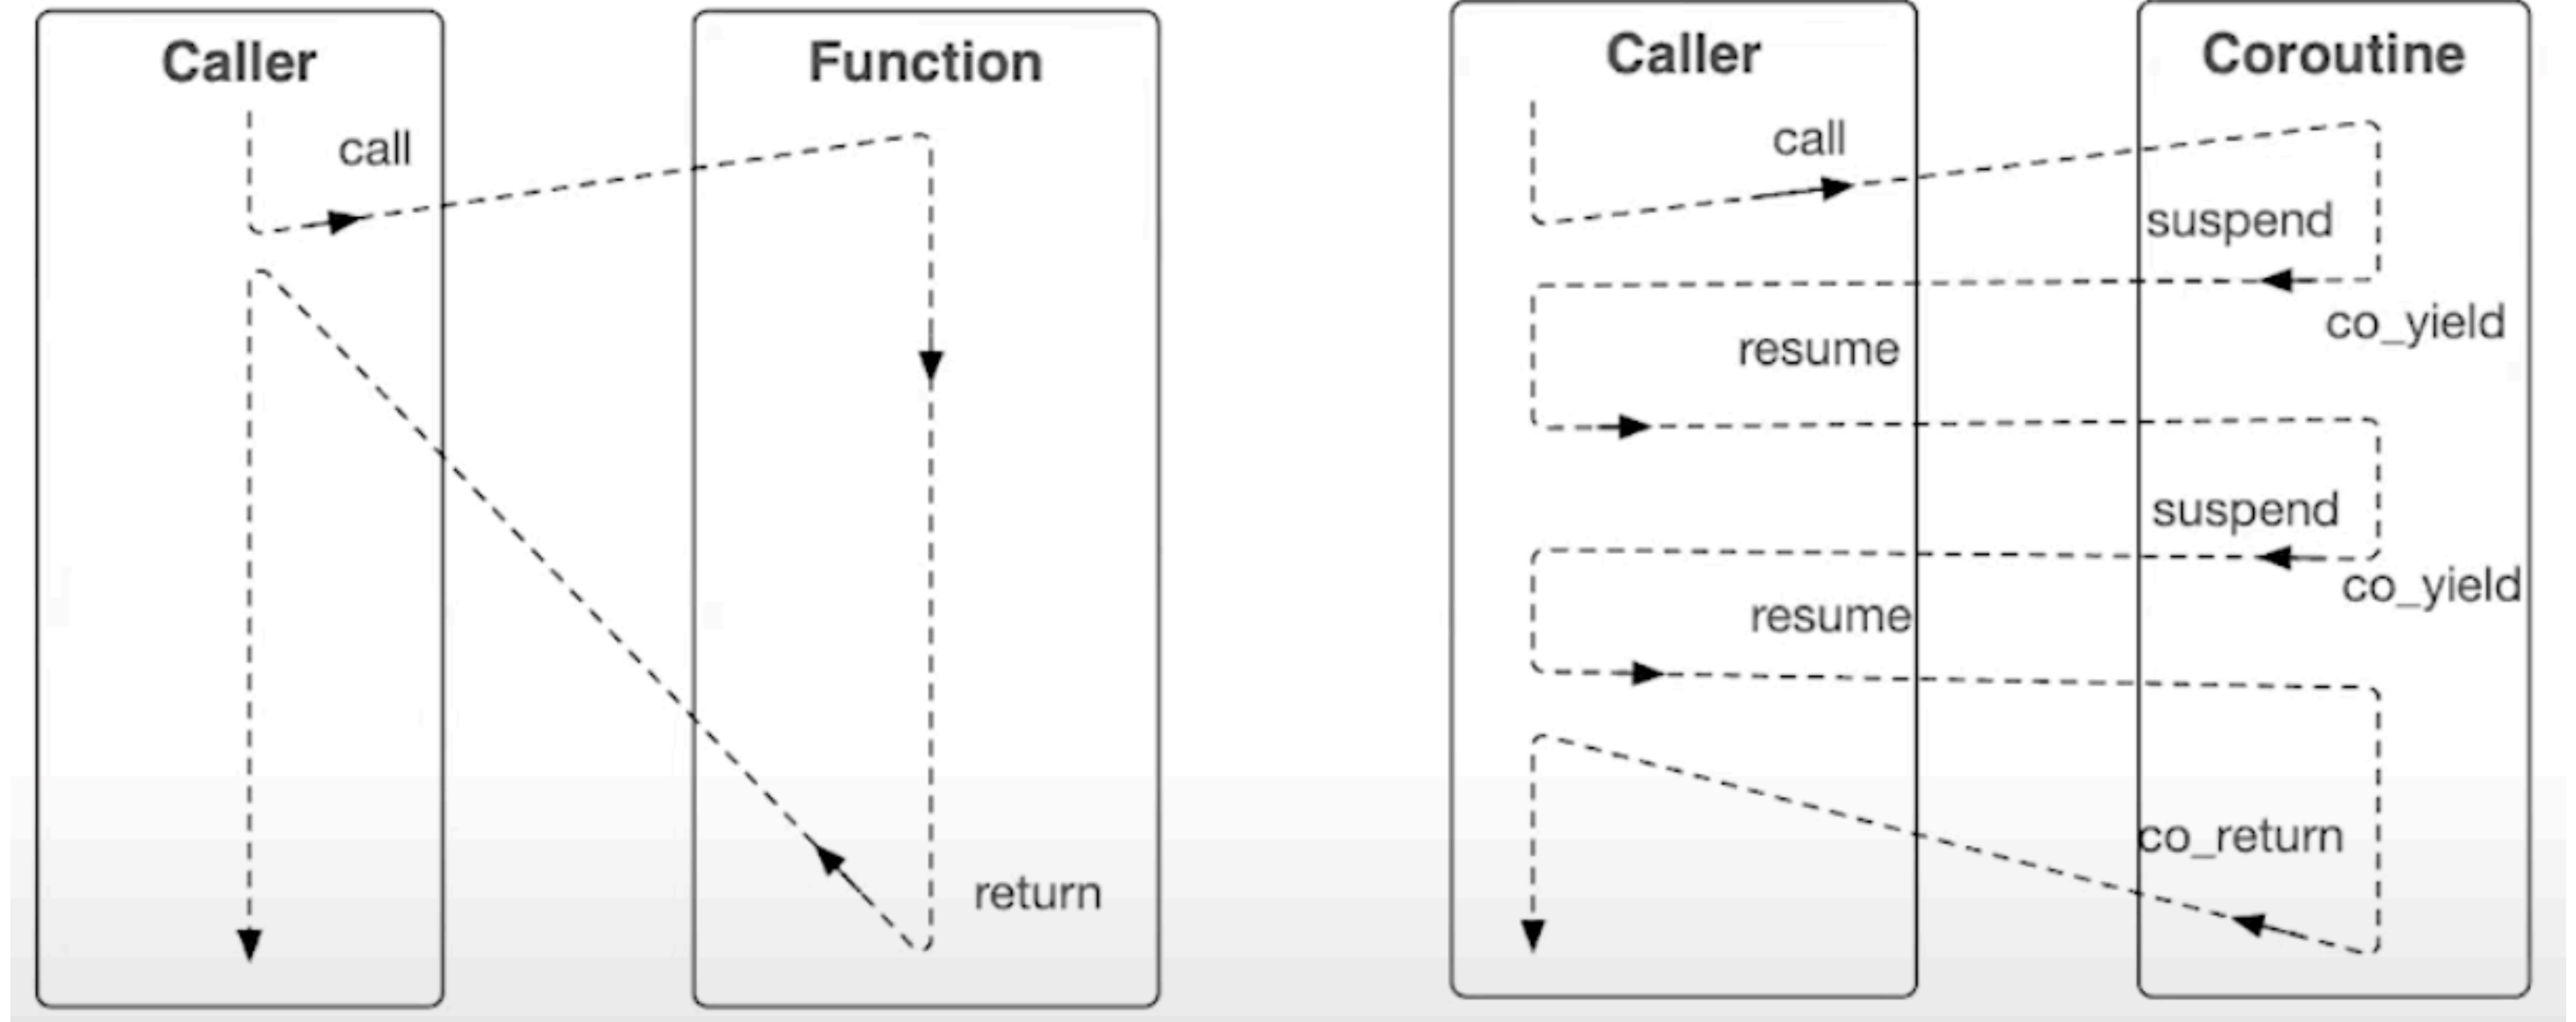 Caller
call
Function
return
Caller
call
Coroutine
suspend
co_yield
resume
suspend
co_yield
resume
co_return